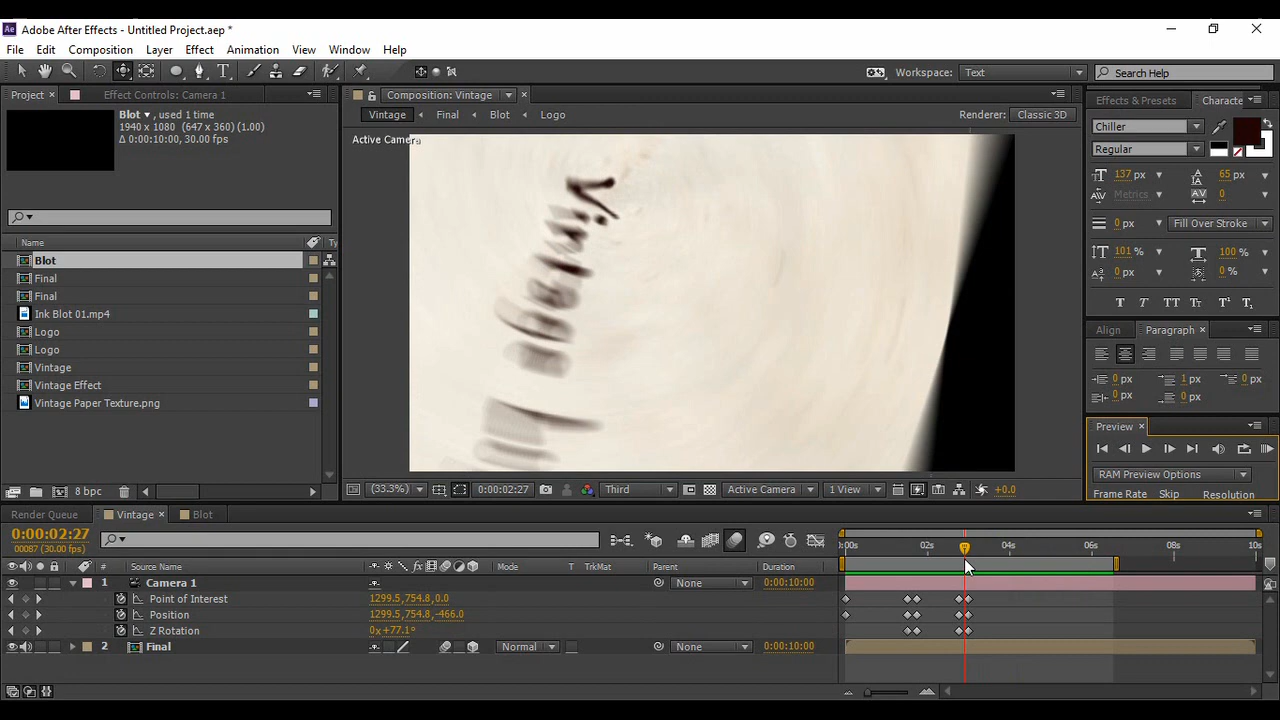 Adobe After Effects - Untitled Project.aep *
File Edit Composition Layer Effect Animation View Window Help
Workspace: Text Search Help
Project Effect Controls: Camera 1 Composition: Vintage Effects & Presets Characte
Blot , used 1 time
1940 x 1080 (647 x 360) (1.00)
Δ 0:00:10:00, 30.00 fps
Vintage Final Blot Logo Renderer: Classic 3D
Active Camera
Chiller
Regular
137 px 65 px
Metrics 0
0 px Fill Over Stroke
101 % 100 %
0 px 0 %
T T TT Tr T¹ T₁
Align Paragraph
0 px 1 px 0 px
0 px 0 px
Preview
RAM Preview Options
Frame Rate Skip Resolution
Name Ty
Blot
Final
Final
Ink Blot 01.mp4
Logo
Logo
Vintage
Vintage Effect
Vintage Paper Texture.png
8 bpc
(33.3%) 0:00:02:27 Third Active Camera 1 View +0.0
Render Queue Vintage Blot
0:00:02:27
00087 (30.00 fps)
:00s 02s 04s 06s 08s 10s
# Source Name Mode T TrkMat Parent Duration
1 Camera 1 None 0:00:10:00
Point of Interest 1299.5,754.8,0.0
Position 1299.5,754.8,-466.0
Z Rotation 0x+77.1°
2 Final Normal None 0:00:10:00